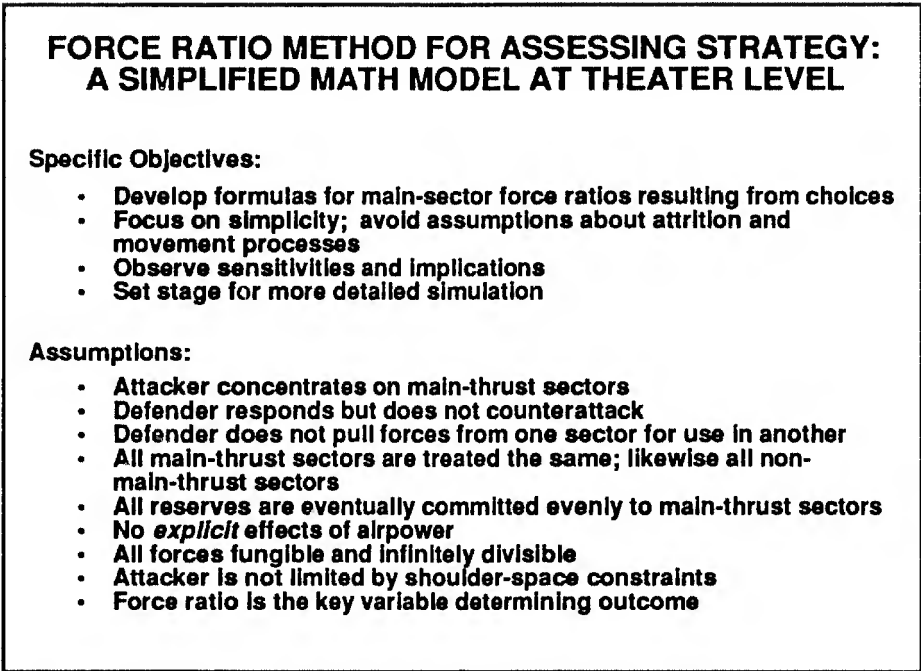 FORCE RATIO METHOD FOR ASSESSING STRATEGY:
A SIMPLIFIED MATH MODEL AT THEATER LEVEL
Specific Objectives:
• Develop formulas for main-sector force ratios resulting from choices
• Focus on simplicity; avoid assumptions about attrition and
movement processes
• Observe sensitivities and implications
• Set stage for more detailed simulation
Assumptions:
• Attacker concentrates on main-thrust sectors
• Defender responds but does not counterattack
• Defender does not pull forces from one sector for use in another
• All main-thrust sectors are treated the same; likewise all non-
main-thrust sectors
• All reserves are eventually committed evenly to main-thrust sectors
• No explicit effects of airpower
• All forces fungible and infinitely divisible
• Attacker is not limited by shoulder-space constraints
• Force ratio is the key variable determining outcome